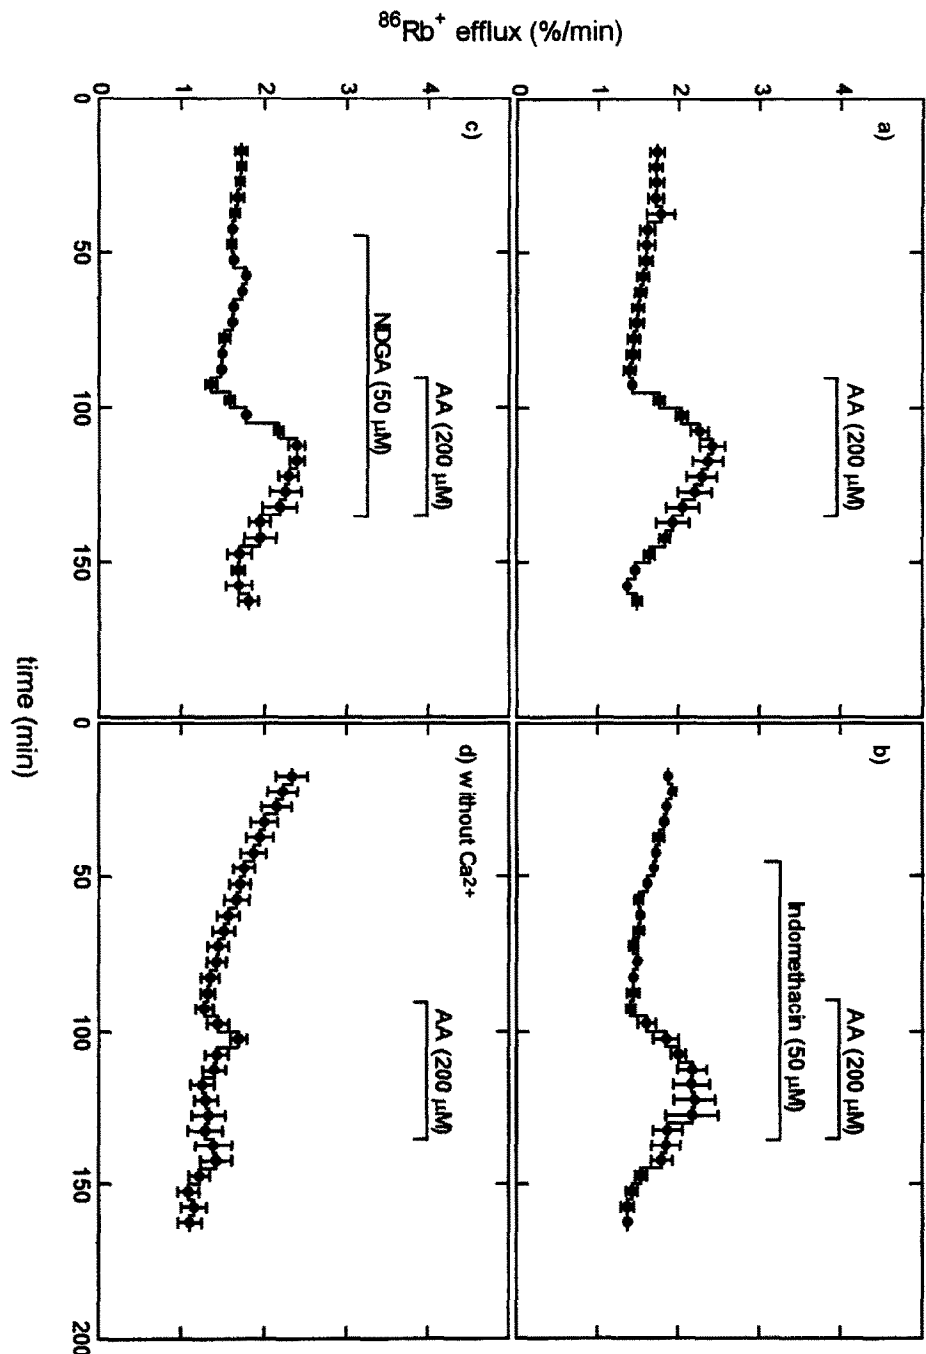 ⁸⁶Rb⁺ efflux (%/min)
a)
AA (200 μM)
0
1
2
3
4
b)
AA (200 μM)
Indomethacin (50 μM)
c)
AA (200 μM)
NDGA (50 μM)
0
1
2
3
4
0
50
100
150
d) without Ca²⁺
AA (200 μM)
0
50
100
150
200
time (min)